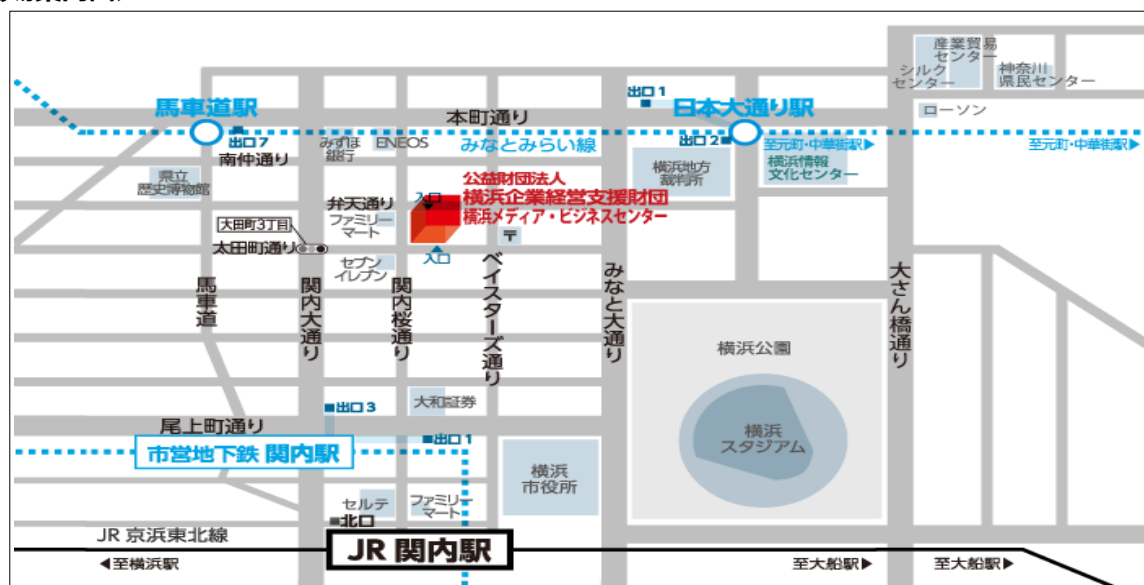 産業貿易
センター
シルク
センター
神奈川
県民センター
出口1
馬車道駅
日本大通り駅
本町通り
ローソン
出口7
みずほ
銀行
ENEOS
みなとみらい線
出口2
至元町・中華街駅▶
至元町・中華街駅▶
南仲通り
横浜地方
裁判所
横浜情報
文化センター
県立
歴史博物館
公益財団法人
横浜企業経営支援財団
横浜メディア・ビジネスセンター
入口
弁天通り
ファミリー
マート
大田町3丁目
太田町通り
〒
入口
セブン
イレブン
馬車道
関内大通り
関内桜通り
ベイスターズ通り
みなと大通り
大さん橋通り
横浜公園
横浜
スタジアム
大和証券
出口3
尾上町通り
出口1
市営地下鉄 関内駅
横浜
市役所
セルテ
ファミリー
マート
北口
JR 京浜東北線
JR 関内駅
◀至横浜駅
至大船駅▶
至大船駅▶